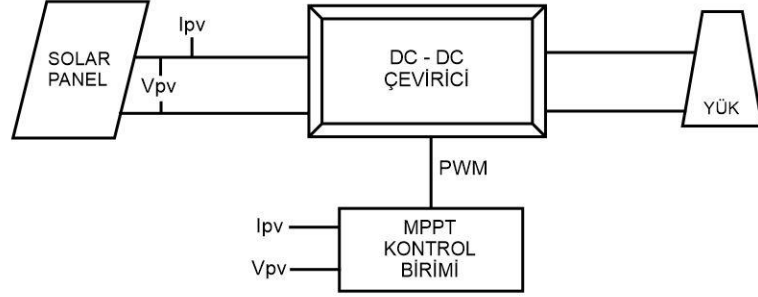 SOLAR
PANEL
Ipv
Vpv
DC - DC
ÇEVİRİCİ
YÜK
PWM
Ipv
Vpv
MPPT
KONTROL
BİRİMİ